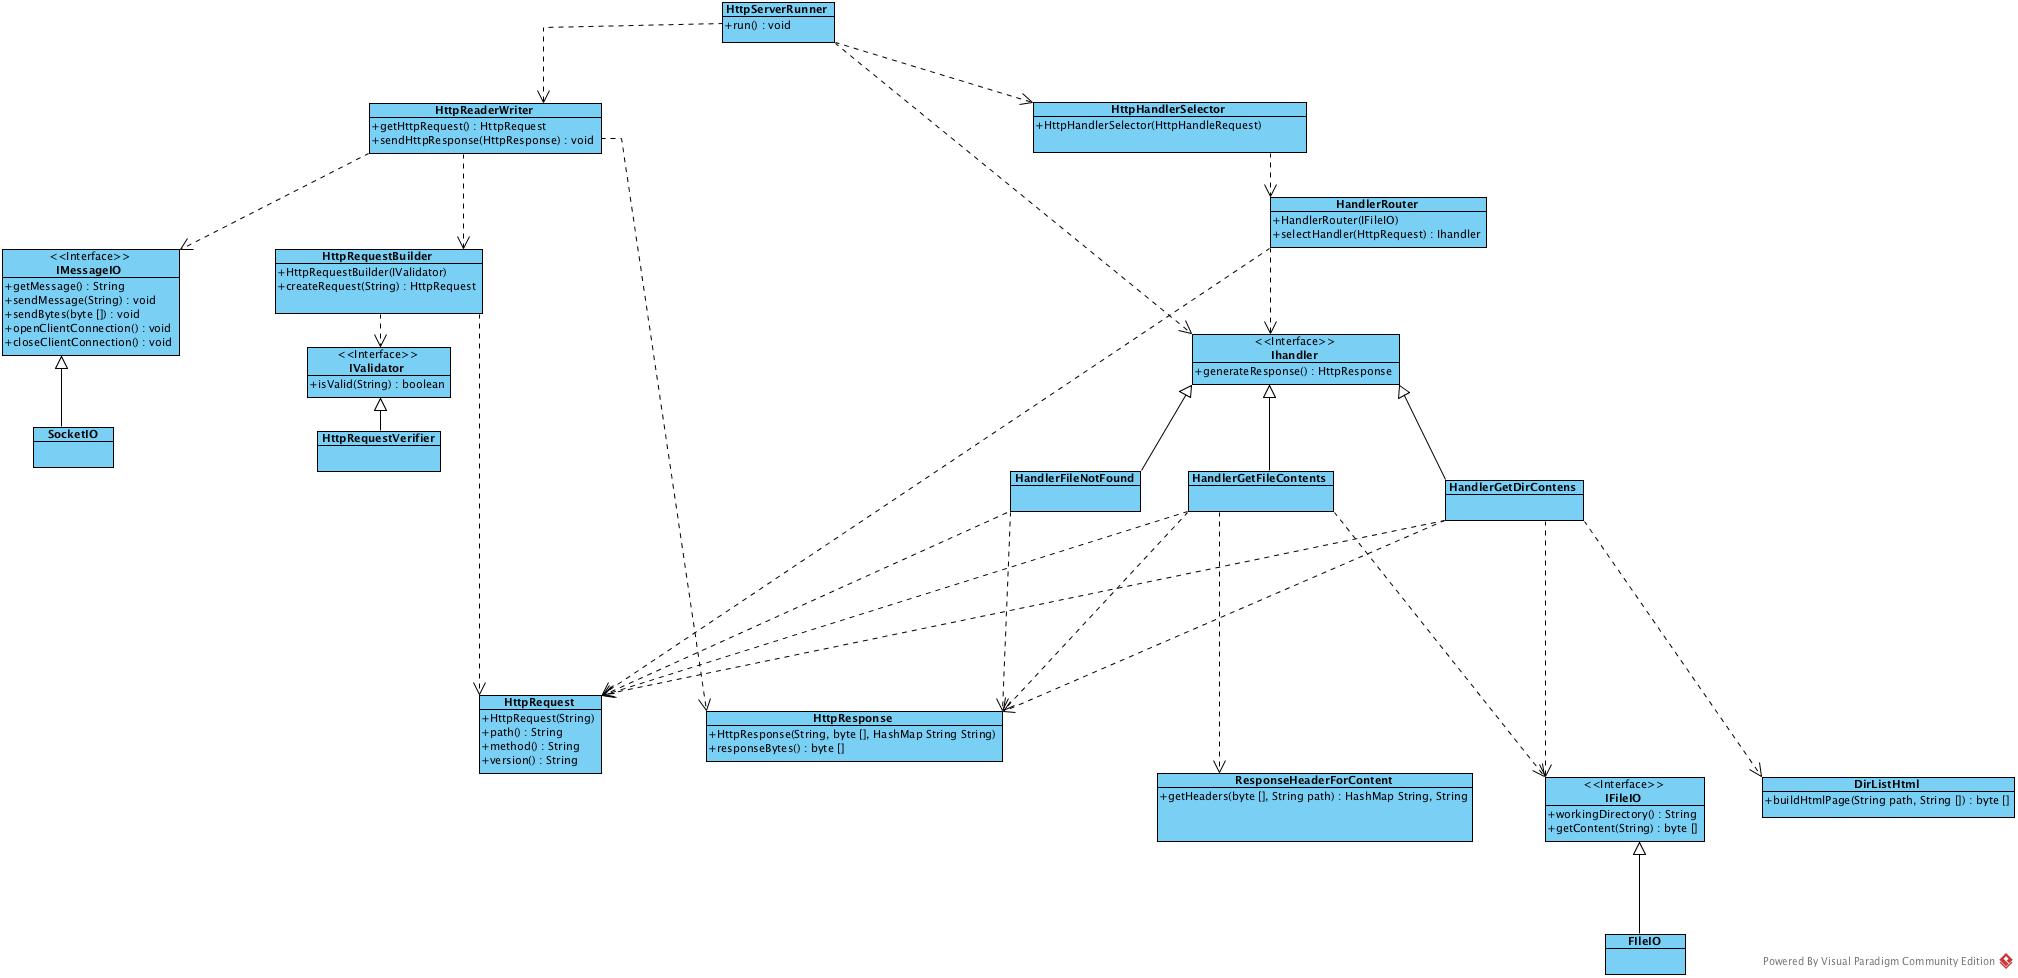 HttpServerRunner
+run() : void
HttpReaderWriter
+getHttpRequest() : HttpRequest
+sendHttpResponse(HttpResponse) : void
HttpHandlerSelector
+HttpHandlerSelector(HttpHandleRequest)
HandlerRouter
+HandlerRouter(IFileIO)
+selectHandler(HttpRequest) : Ihandler
<<Interface>>
IMessageIO
+getMessage() : String
+sendMessage(String) : void
+sendBytes(byte []) : void
+openClientConnection() : void
+closeClientConnection() : void
HttpRequestBuilder
+HttpRequestBuilder(IValidator)
+createRequest(String) : HttpRequest
<<Interface>>
IValidator
+isValid(String) : boolean
<<Interface>>
Ihandler
+generateResponse() : HttpResponse
SocketIO
HttpRequestVerifier
HandlerFileNotFound
HandlerGetFileContents
HandlerGetDirContens
HttpRequest
+HttpRequest(String)
+path() : String
+method() : String
+version() : String
HttpResponse
+HttpResponse(String, byte [], HashMap String String)
+responseBytes() : byte []
ResponseHeaderForContent
+getHeaders(byte [], String path) : HashMap String, String
<<Interface>>
IFileIO
+workingDirectory() : String
+getContent(String) : byte []
DirListHtml
+buildHtmlPage(String path, String []) : byte []
FIleIO
Powered By Visual Paradigm Community Edition